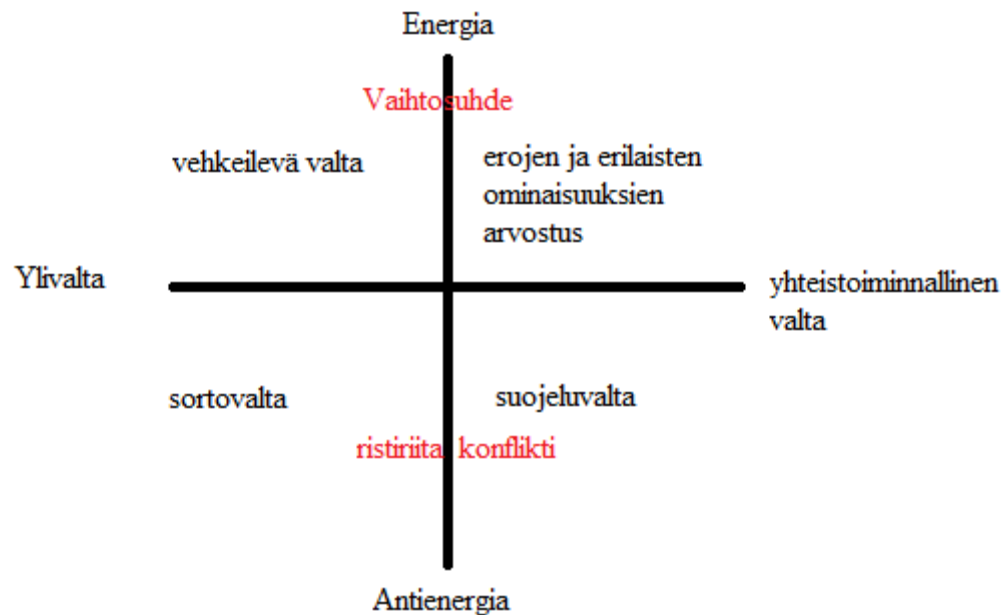 Energia
Vaihtosuhde
vehkeilevä valta
erojen ja erilaisten
ominaisuuksien
arvostus
Ylivalta
yhteistoiminnallinen
valta
sortovalta
suojeluvalta
ristiriita konflikti
Antienergia